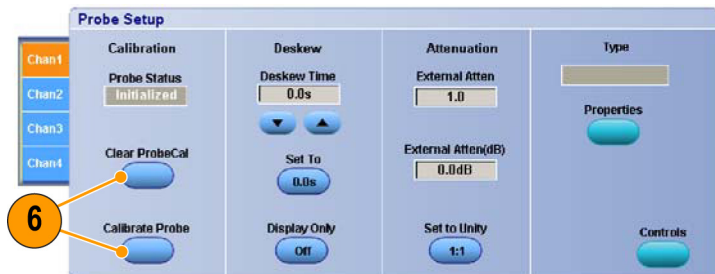 Probe Setup
Chan1
Chan2
Chan3
Chan4
Calibration
Probe Status
Initialized
Clear ProbeCal
6
Calibrate Probe
Deskew
Deskew Time
0.0s
Set To
0.0s
Display Only
Off
Attenuation
External Atten
1.0
External Atten(dB)
0.0dB
Set to Unity
1:1
Type
Properties
Controls